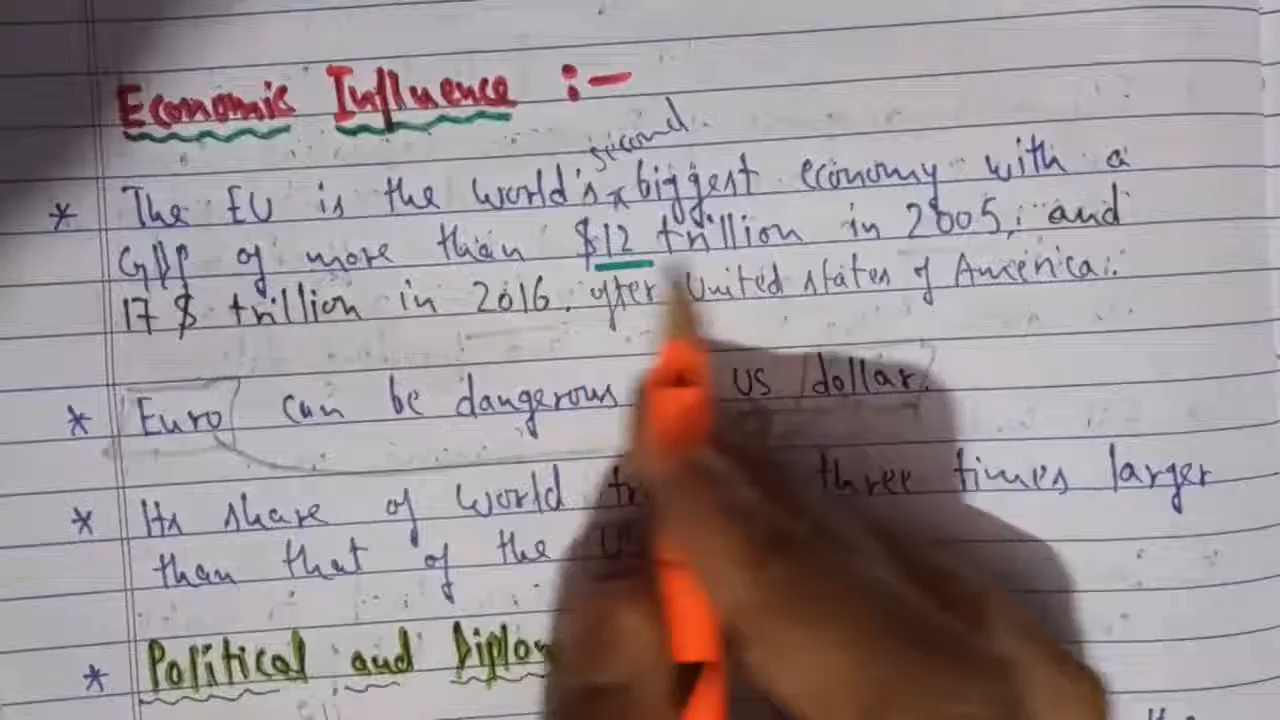 Economic Influence :-
second
* The EU is the world's biggest economy with a
GDP of more than $12 trillion in 2005, and
17 $ trillion in 2016. after United states of America.
* Euro can be dangerous US dollar.
* Its share of world three times larger
than that of the
* Political and